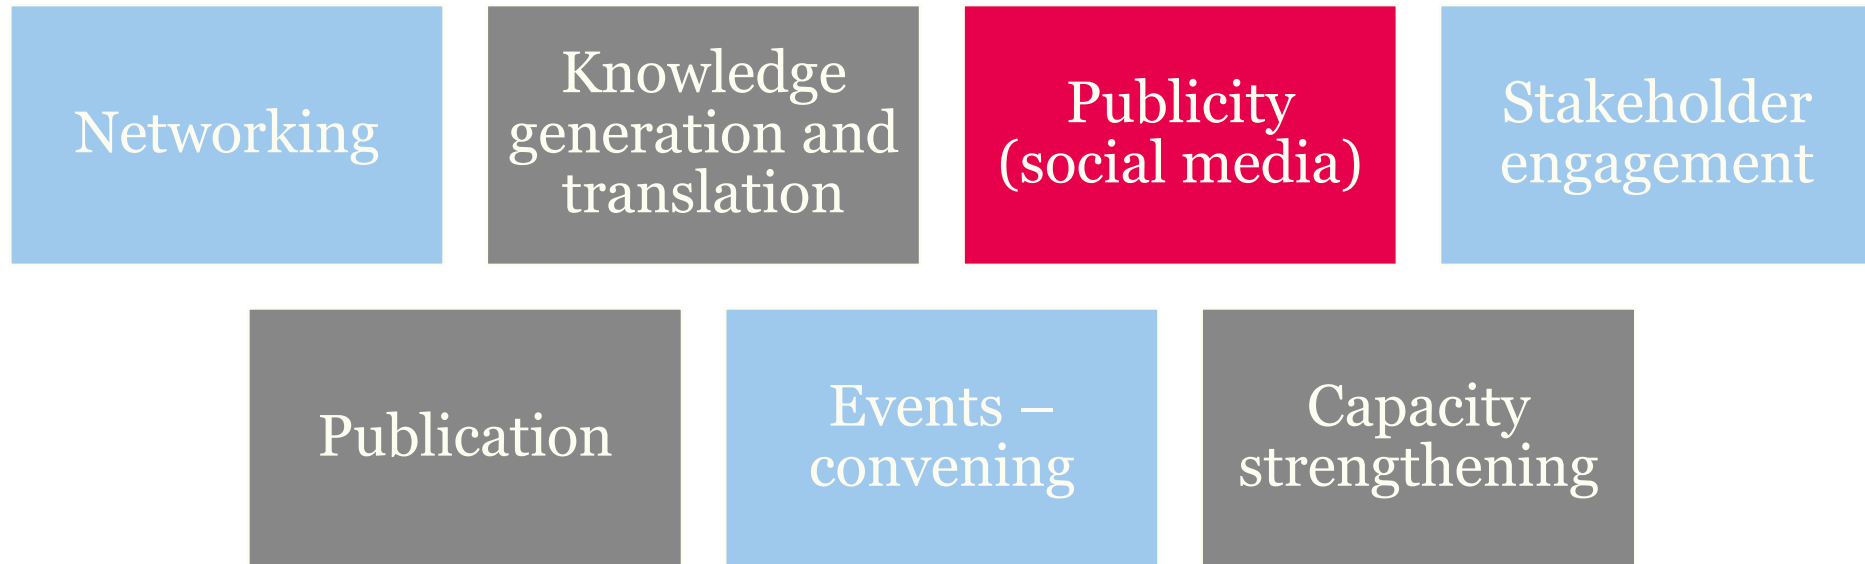 Networking
Knowledge
generation and
translation
Publicity
(social media)
Stakeholder
engagement
Publication
Events –
convening
Capacity
strengthening